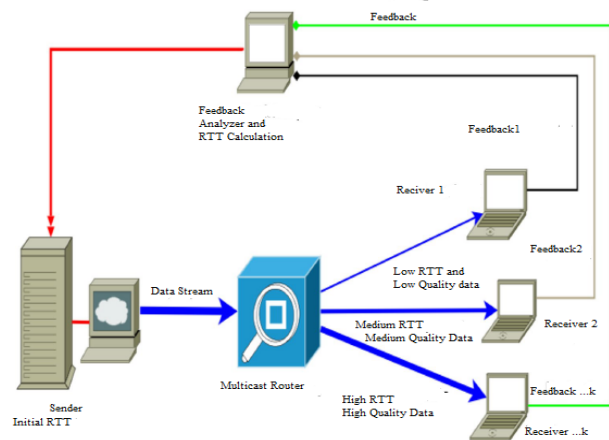 Feedback
Feedback
Analyzer and
RTT Calculation
Feedback1
Reciver 1
Feedback2
Data Stream
Low RTT and
Low Quality data
Medium RTT
Medium Quality Data
Receiver 2
Multicast Router
High RTT
High Quality Data
Feedback ...k
Sender
Initial RTT
Receiver ...k